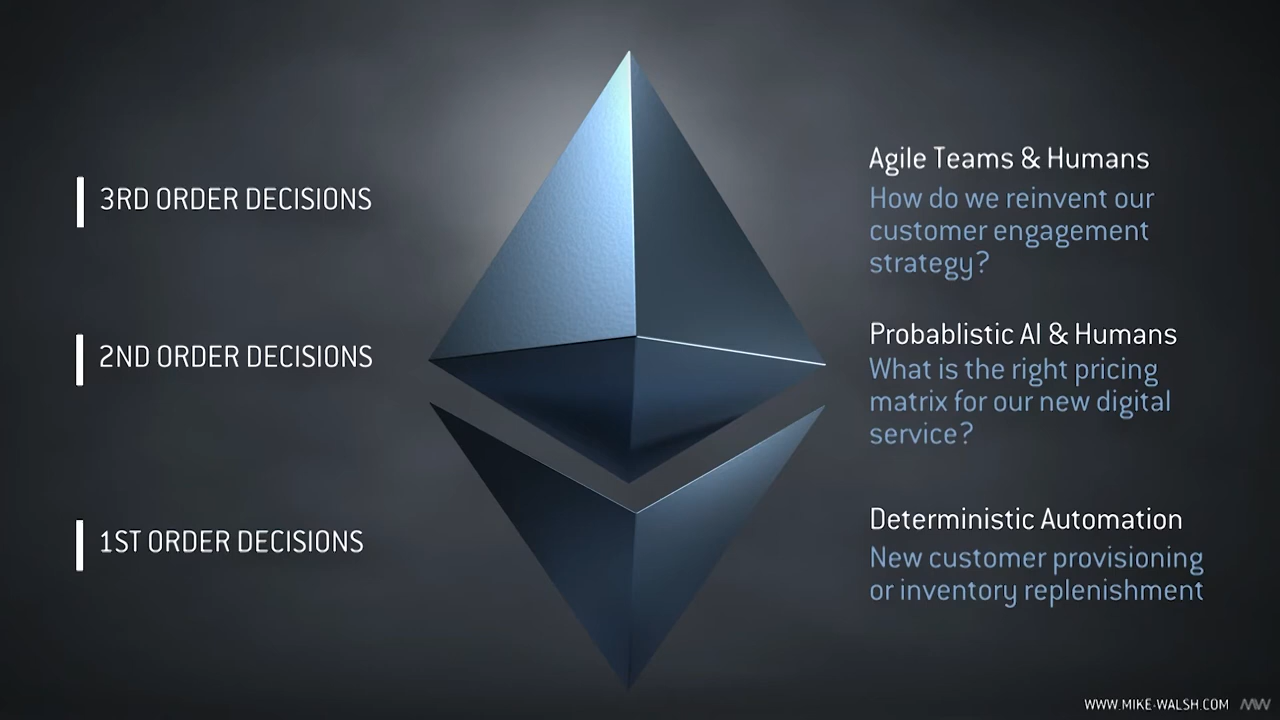 3RD ORDER DECISIONS
Agile Teams & Humans
How do we reinvent our
customer engagement
strategy?
2ND ORDER DECISIONS
Probablistic AI & Humans
What is the right pricing
matrix for our new digital
service?
1ST ORDER DECISIONS
Deterministic Automation
New customer provisioning
or inventory replenishment
WWW.MIKE-WALSH.COM MW